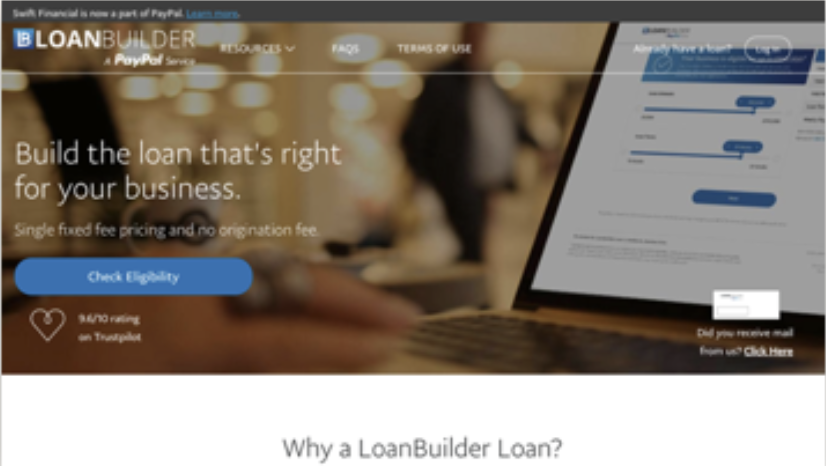 Swift Financial is now a part of PayPal. Learn more.
LOANBUILDER
A PayPal Service
RESOURCES
FAQS
TERMS OF USE
Already have a loan?
Log In
Build the loan that's right
for your business.
Single fixed fee pricing and no origination fee.
Check Eligibility
9.6/10 rating
on Trustpilot
Did you receive mail
from us? Click Here
Why a LoanBuilder Loan?